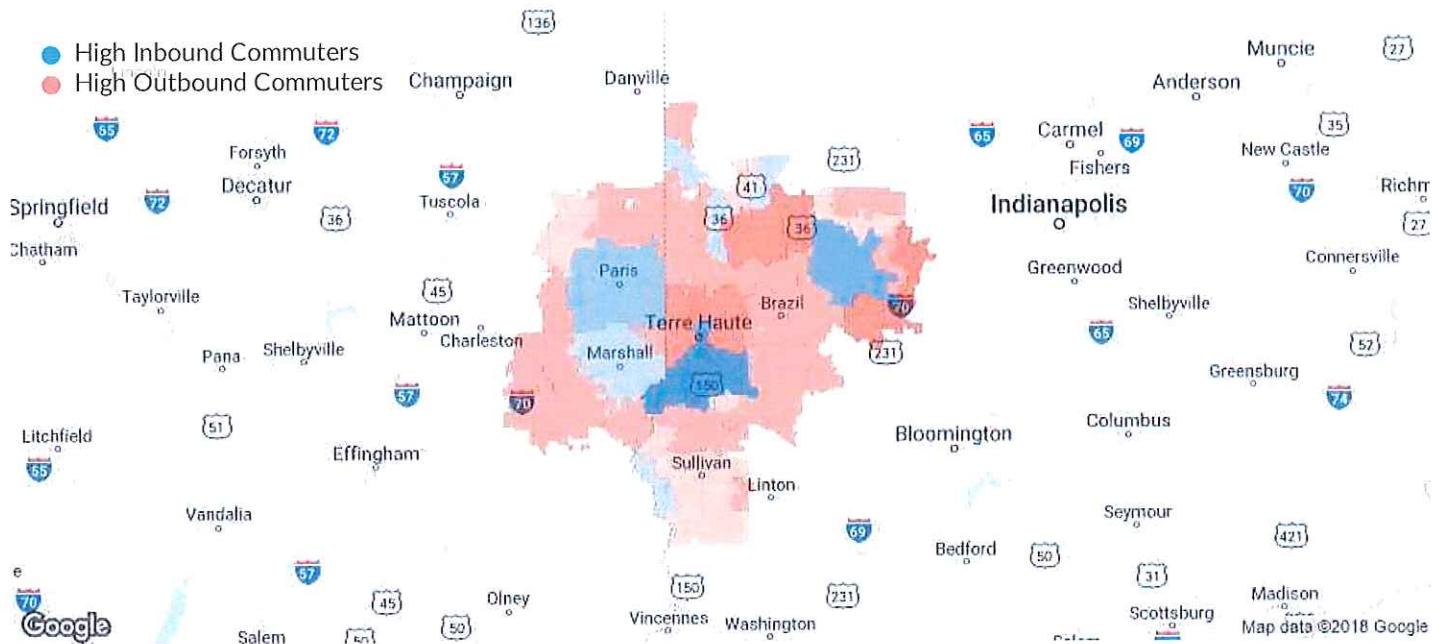 136
High Inbound Commuters
High Outbound Commuters
Champaign
Danville
Muncie
27
Anderson
55
72
57
65
Carmel
69
Fishers
35
New Castle
Forsyth
Decatur
231
70
Springfield
72
36
Tuscola
41
36
36
Indianapolis
Richm
27
Chatham
Taylorville
45
Paris
Brazil
70
Greenwood
Connersville
Shelbyville
Mattoon
Charleston
Terre Haute
65
Pana
Shelbyville
Marshall
150
231
52
Greensburg
57
70
74
51
Litchfield
55
Effingham
Sullivan
Linton
Bloomington
Columbus
Vandalia
69
Seymour
421
Bedford
50
e
70
57
45
Olney
150
231
31
Madison
Google
Salem
50
50
Vincennes
Washington
Scottsburg
Map data ©2018 Google